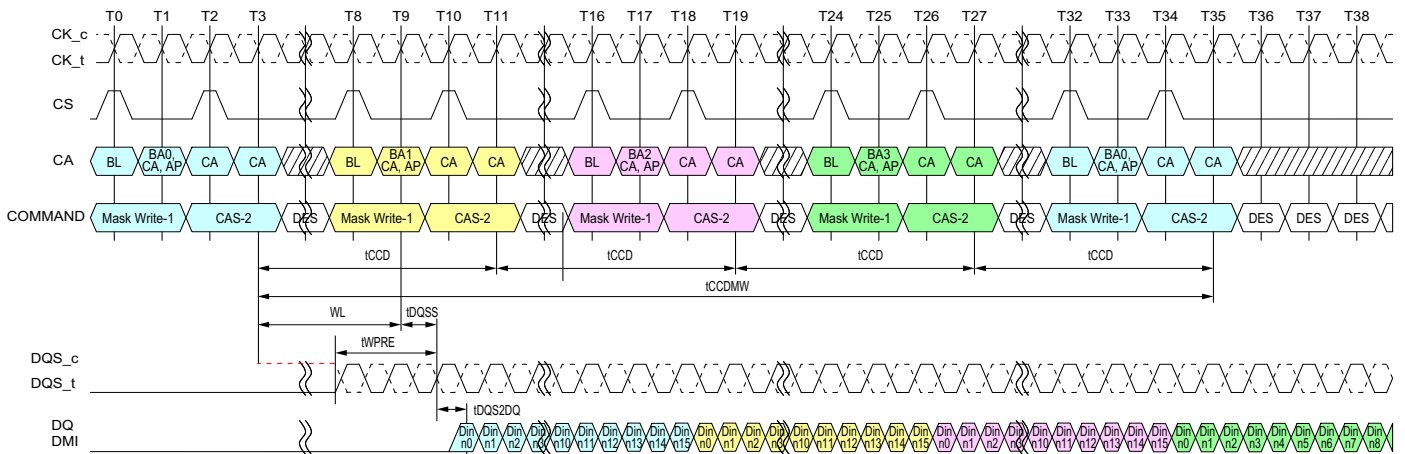 T0 T1 T2 T3 T8 T9 T10 T11 T16 T17 T18 T19 T24 T25 T26 T27 T32 T33 T34 T35 T36 T37 T38
CK_c
CK_t
CS
CA BL BA0, CA, AP CA CA BL BA1 CA, AP CA CA BL BA2 CA, AP CA CA BL BA3 CA, AP CA CA BL BA0, CA, AP CA CA
COMMAND Mask Write-1 CAS-2 DES Mask Write-1 CAS-2 DES Mask Write-1 CAS-2 DES Mask Write-1 CAS-2 DES Mask Write-1 CAS-2 DES DES DES
tCCD tCCD tCCD tCCD
tCCDMW
WL tDQSS
tWPRE
DQS_c
DQS_t
tDQS2DQ
DQ Din Din Din Din Din Din Din Din Din Din Din Din Din Din Din Din Din Din Din Din Din Din Din Din Din Din Din Din Din Din Din Din Din Din Din Din Din Din Din
DMI n0 n1 n2 n3 n10 n11 n12 n13 n14 n15 n0 n1 n2 n3 n10 n11 n12 n13 n14 n15 n0 n1 n2 n3 n10 n11 n12 n13 n14 n15 n0 n1 n2 n3 n4 n5 n6 n7 n8